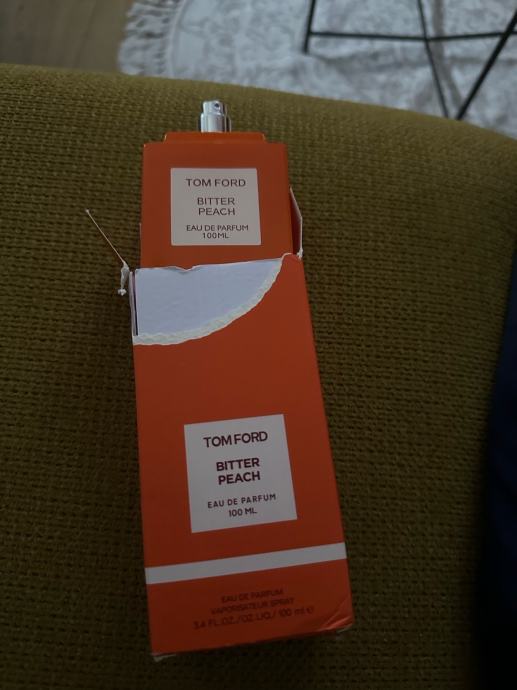 TOM FORD
BITTER
PEACH
EAU DE PARFUM
100ML
TOM FORD
BITTER
PEACH
EAU DE PARFUM
100 ML
EAU DE PARFUM
VAPORISATEUR SPRAY
3.4 FL.OZ./OZ.LIQ./ 100 ml ℮